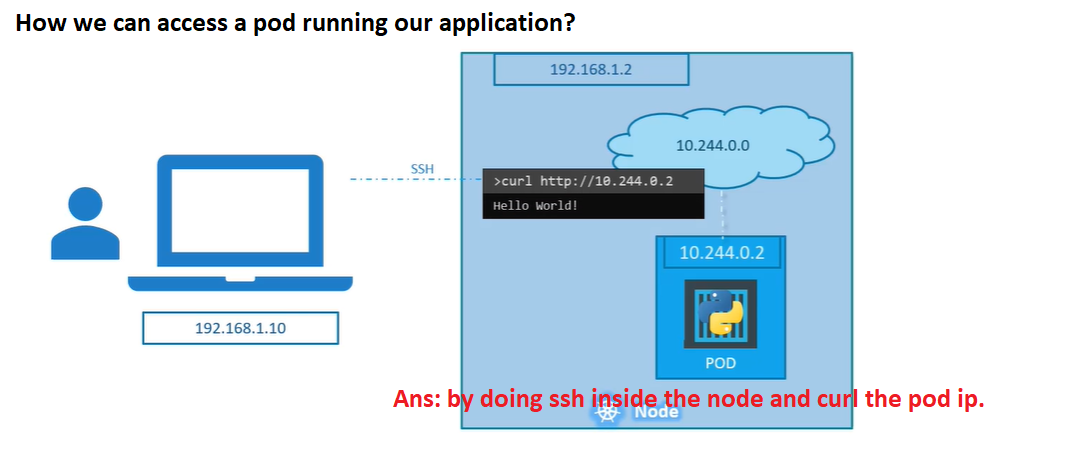 How we can access a pod running our application?
192.168.1.2
10.244.0.0
SSH
>curl http://10.244.0.2
Hello World!
10.244.0.2
192.168.1.10
POD
Ans: by doing ssh inside the node and curl the pod ip.
Node